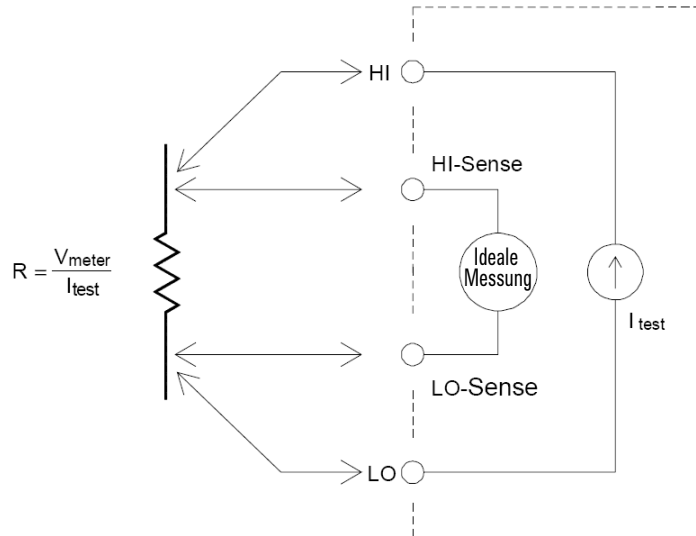 HI
HI-Sense
R = Vmeter / Itest
Ideale
Messung
I test
LO-Sense
LO